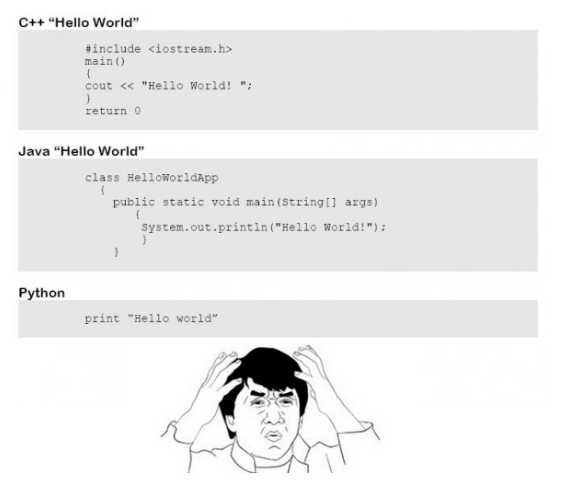 C++ “Hello World”
#include <iostream.h>
main()
{
cout << "Hello World! ";
}
return 0
Java “Hello World”
class HelloWorldApp
{
public static void main(String[] args)
{
System.out.println("Hello World!");
}
}
Python
print “Hello world”